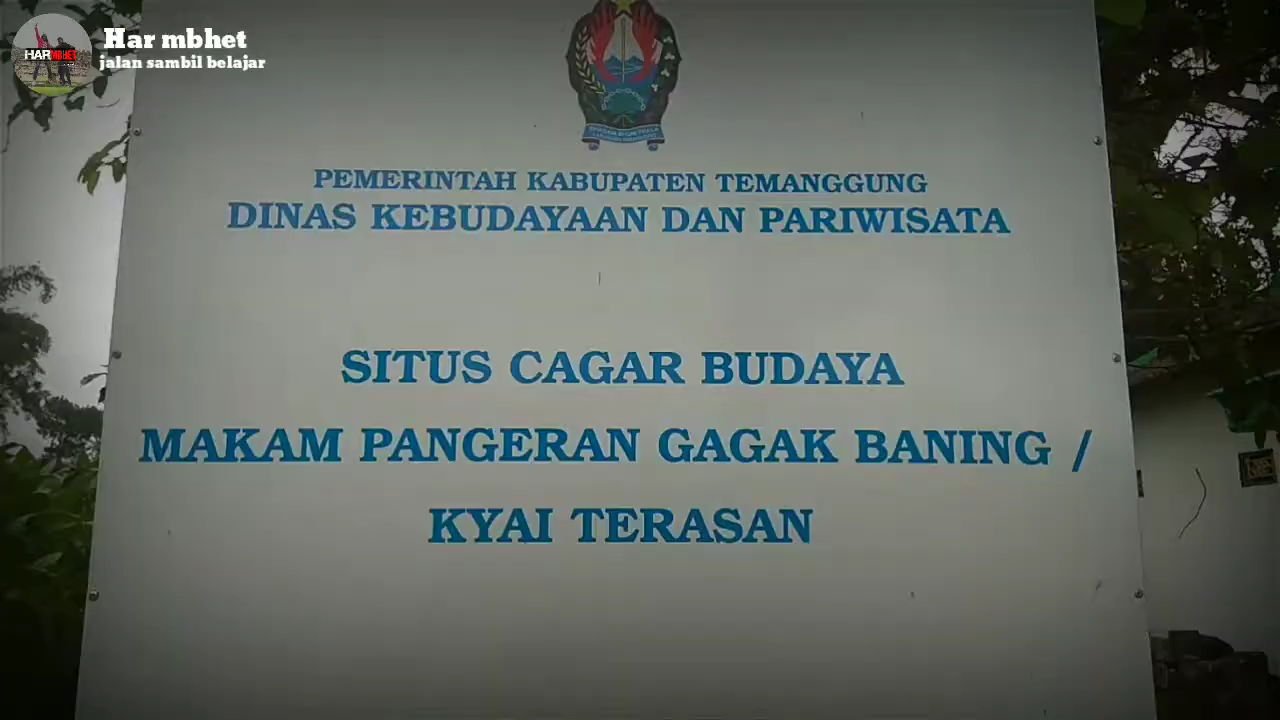 Har mbhet
jalan sambil belajar
HARMBHET
PEMERINTAH KABUPATEN TEMANGGUNG
DINAS KEBUDAYAAN DAN PARIWISATA
SITUS CAGAR BUDAYA
MAKAM PANGERAN GAGAK BANING /
KYAI TERASAN